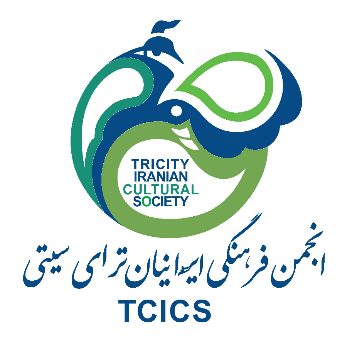 TRICITY
IRANIAN
CULTURAL
SOCIETY
انجمن فرهنگی ایرانیان ترای سیتی
TCICS